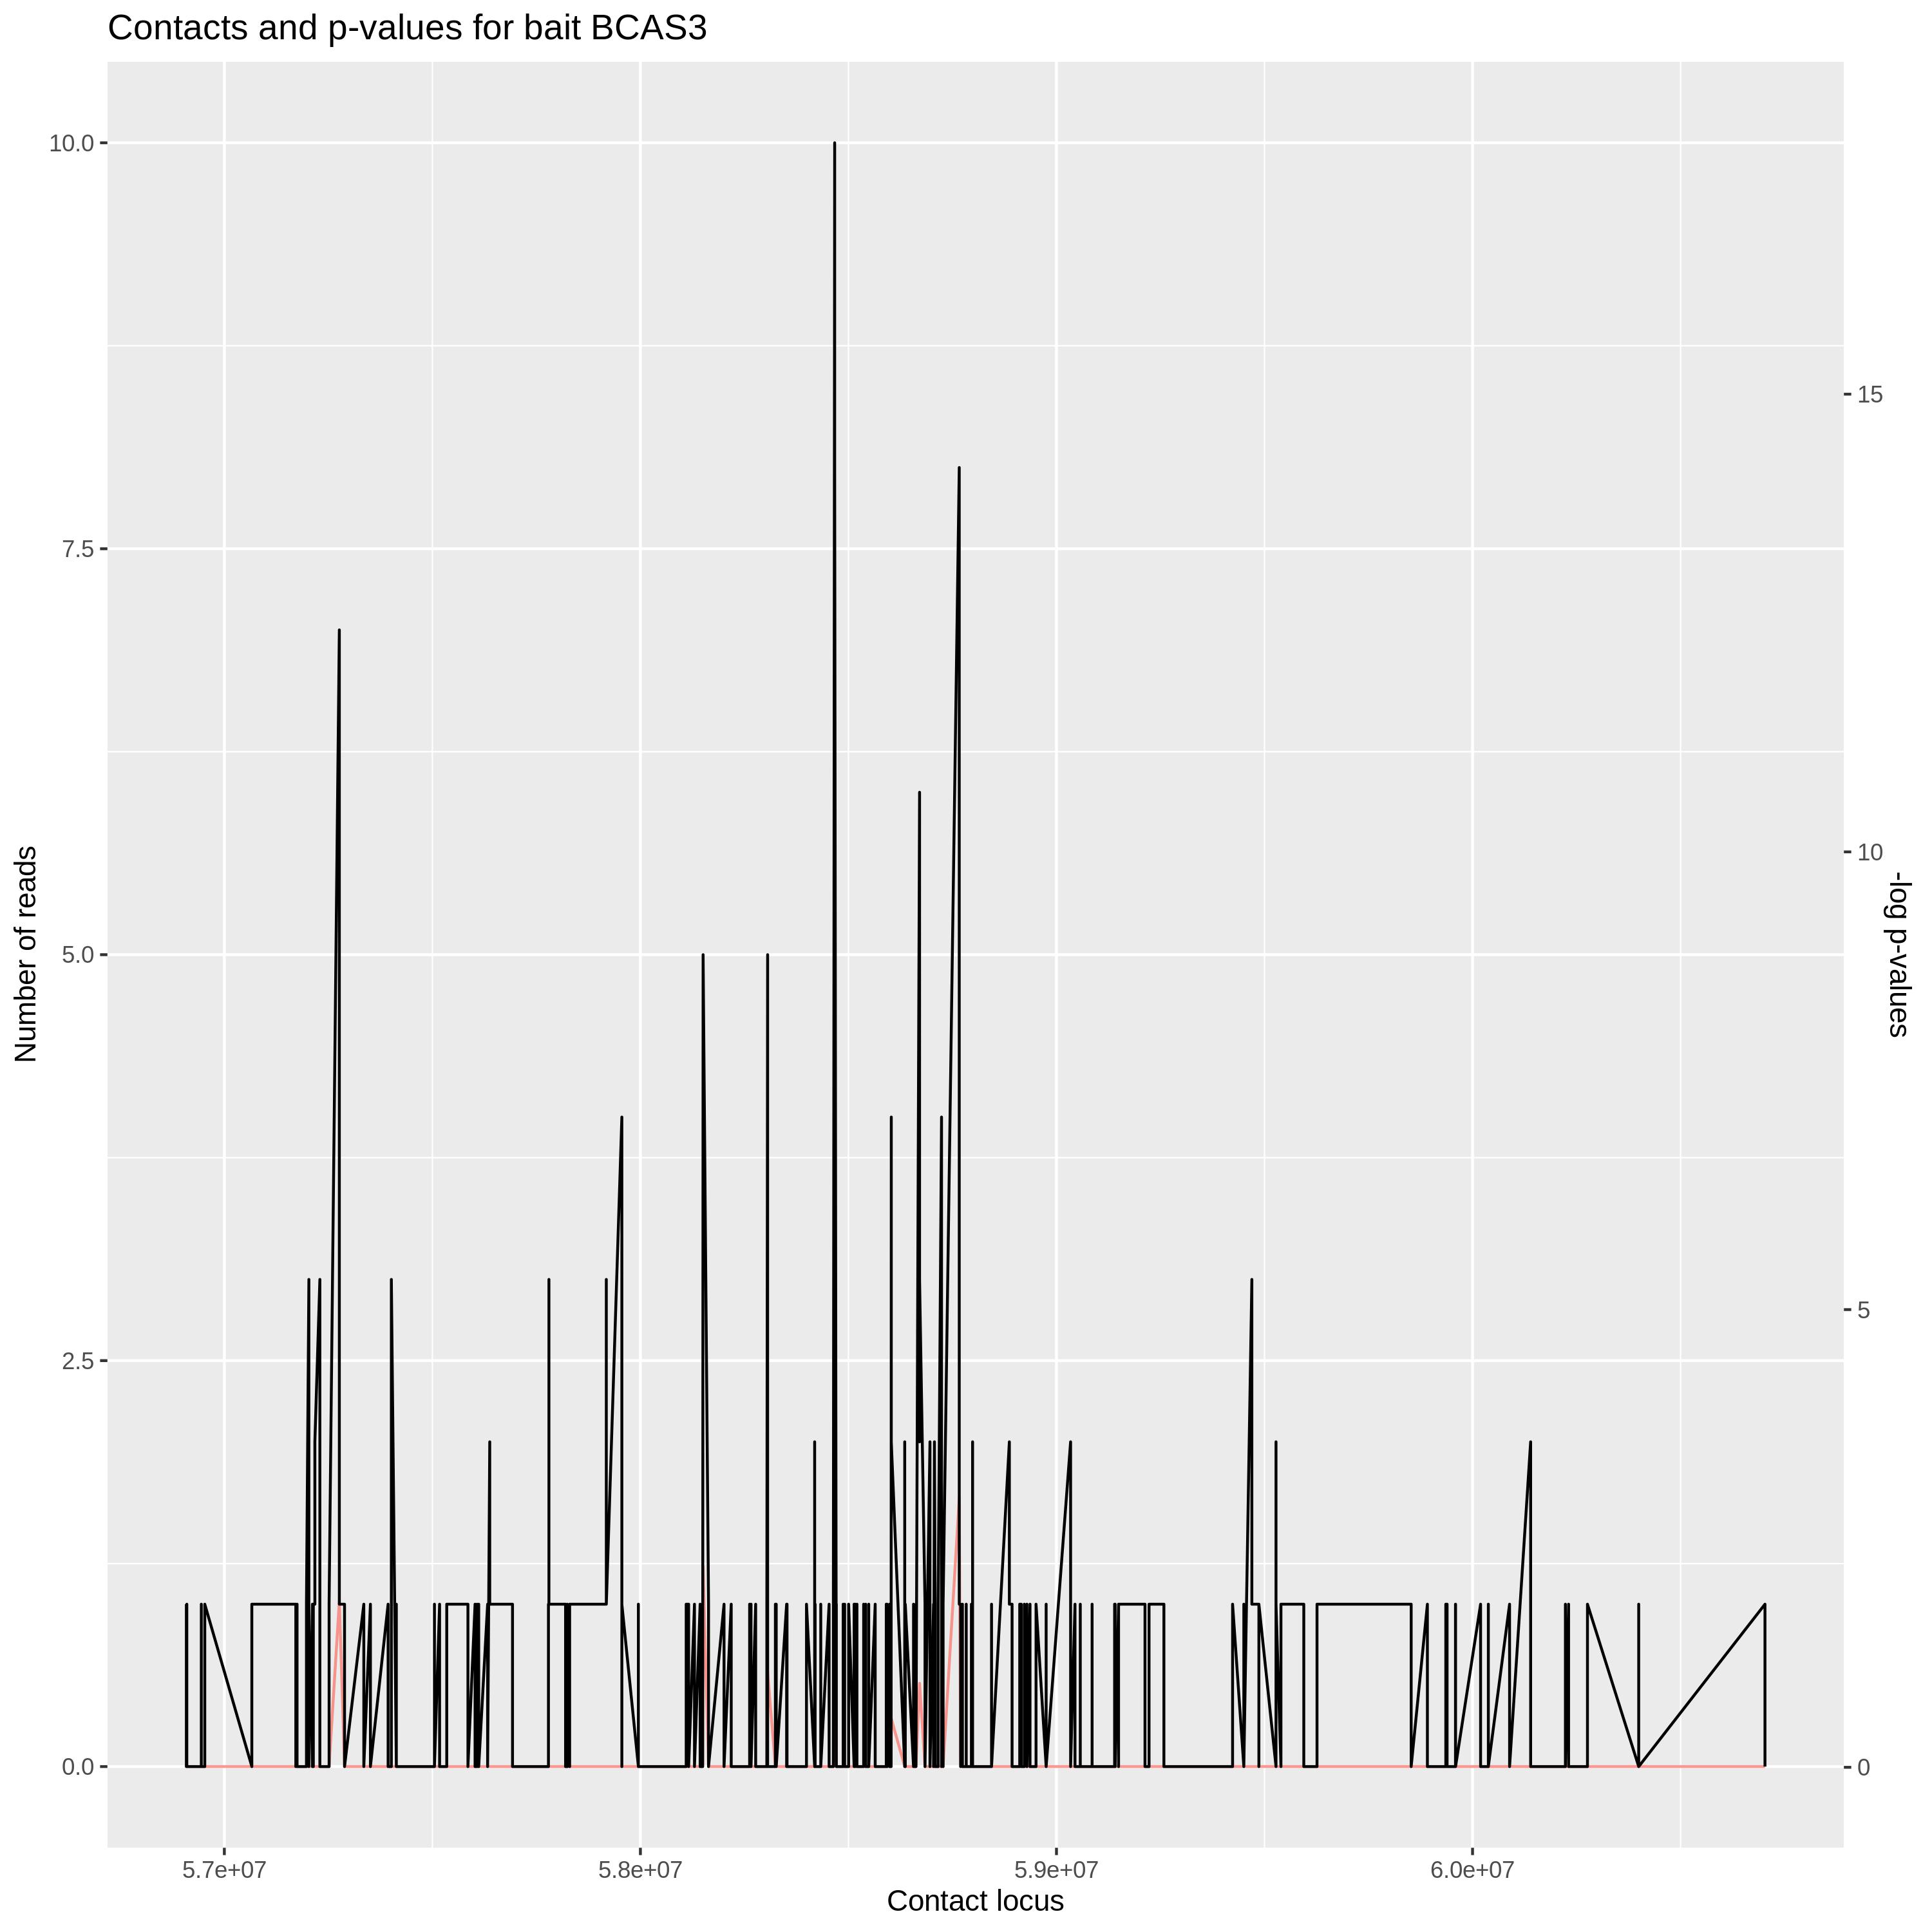 Contacts and p-values for bait BCAS3
10.0
7.5
5.0
2.5
0.0
Number of reads
15
10
5
0
-log p-values
5.7e+07
5.8e+07
5.9e+07
6.0e+07
Contact locus